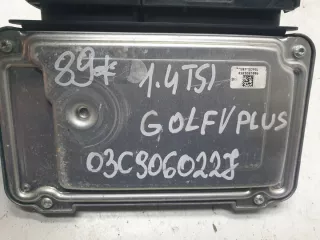 89€ 1.4TSI
GOLF V PLUS
03C906022J